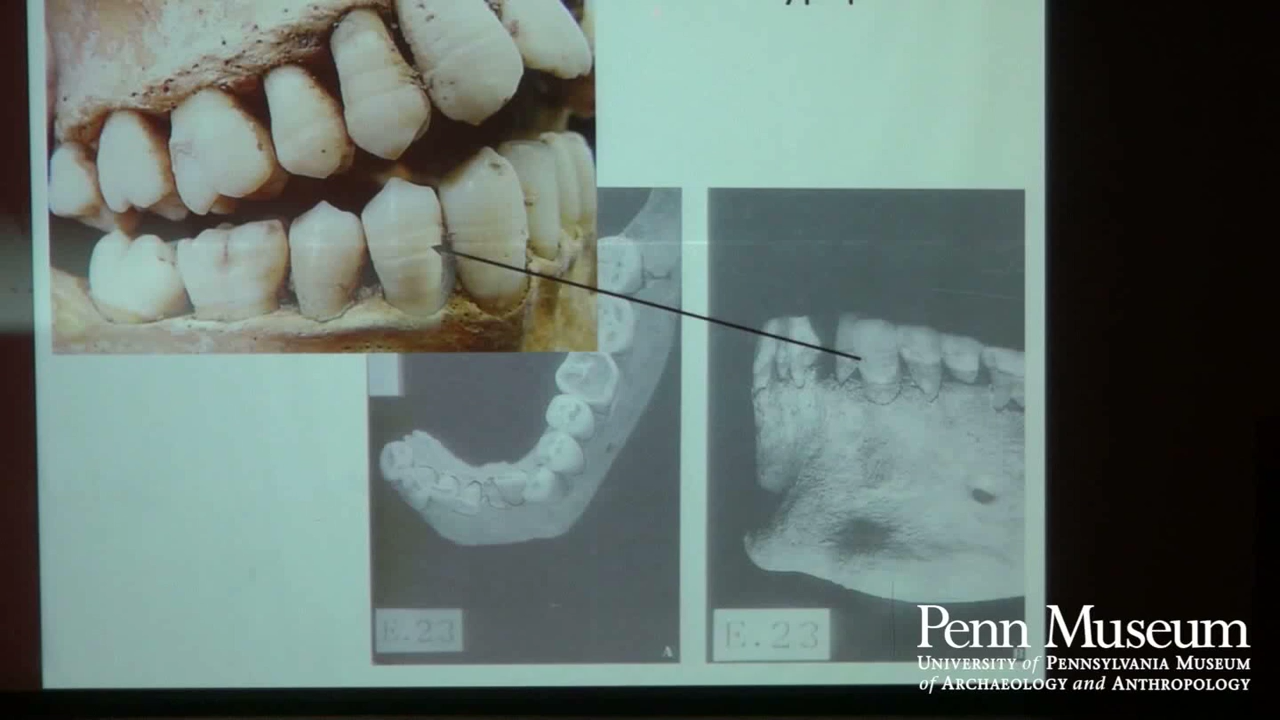 E.23
A
E.23
Penn Museum
UNIVERSITY of PENNSYLVANIA MUSEUM
of ARCHAEOLOGY and ANTHROPOLOGY